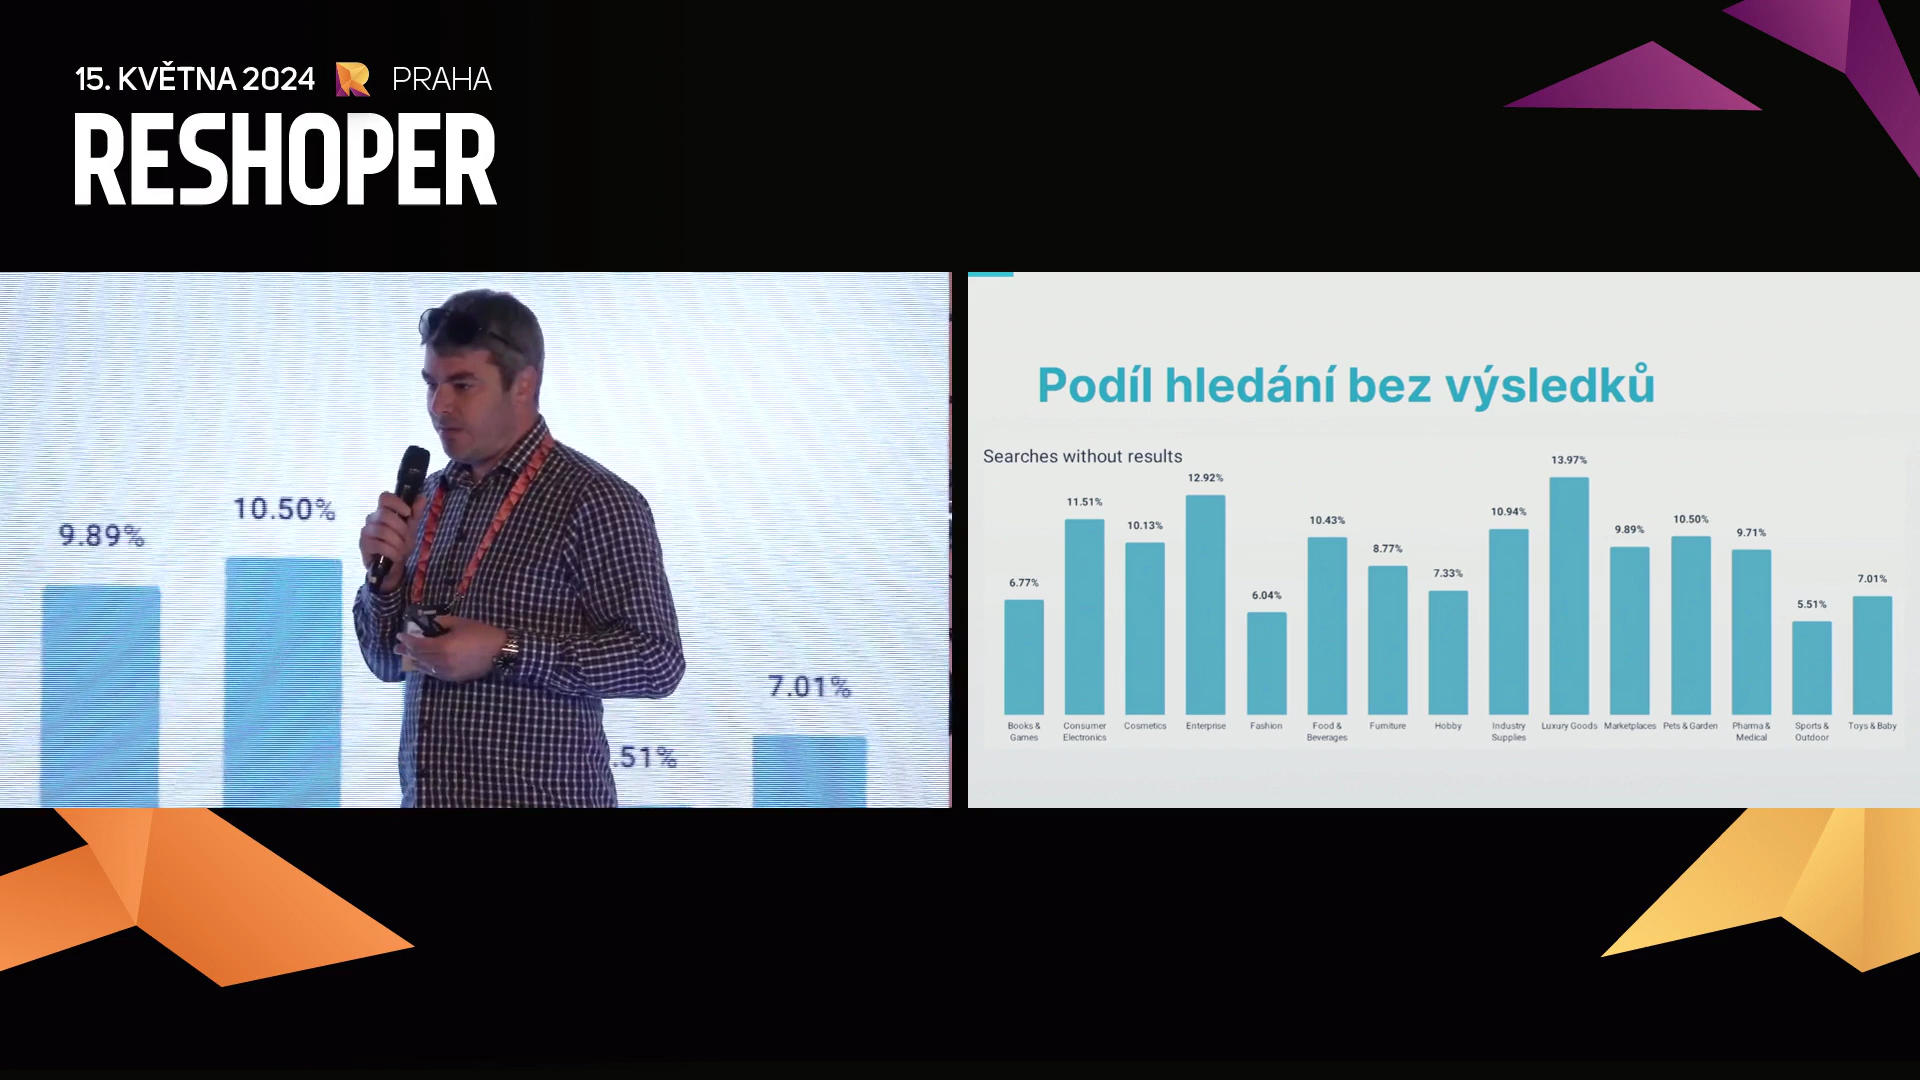 15. KVĚTNA 2024 PRAHA
RESHOPER
9.89%
10.50%
.51%
7.01%
Podíl hledání bez výsledků
Searches without results
6.77%
11.51%
10.13%
12.92%
6.04%
10.43%
8.77%
7.33%
10.94%
13.97%
9.89%
10.50%
9.71%
5.51%
7.01%
Books &
Games
Consumer
Electronics
Cosmetics
Enterprise
Fashion
Food &
Beverages
Furniture
Hobby
Industry
Supplies
Luxury Goods
Marketplaces
Pets & Garden
Pharma &
Medical
Sports &
Outdoor
Toys & Baby